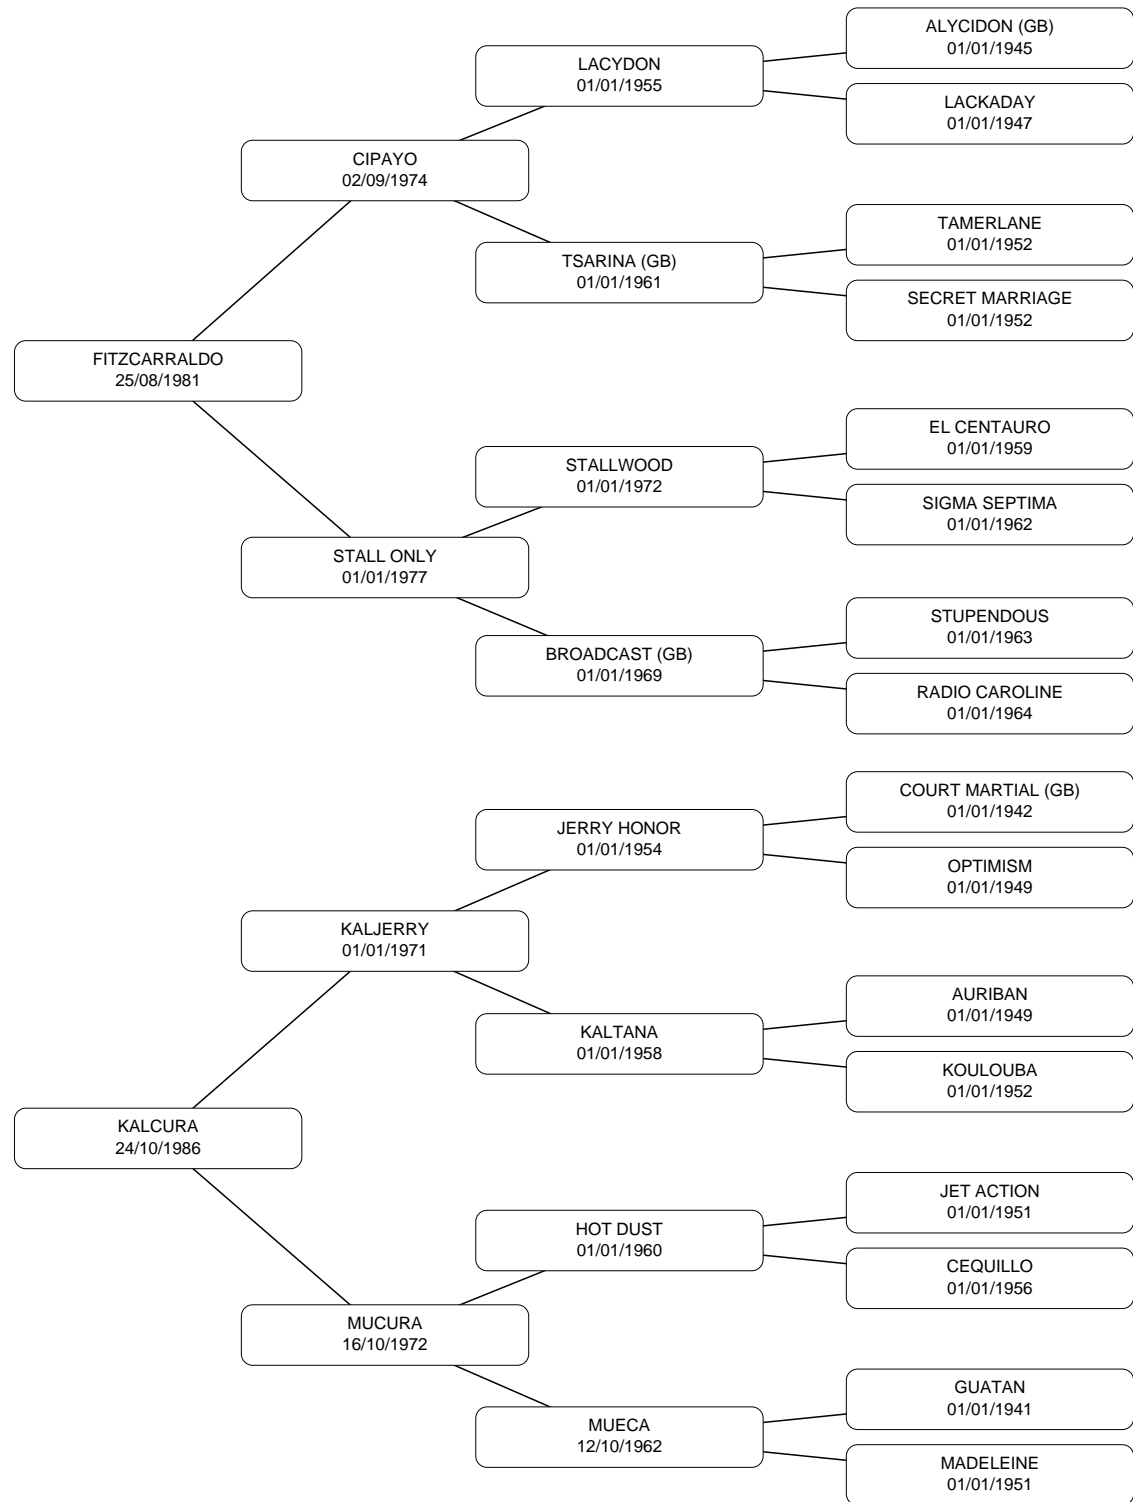 ALYCIDON (GB)
01/01/1945
LACYDON
01/01/1955
LACKADAY
01/01/1947
CIPAYO
02/09/1974
TAMERLANE
01/01/1952
TSARINA (GB)
01/01/1961
SECRET MARRIAGE
01/01/1952
FITZCARRALDO
25/08/1981
EL CENTAURO
01/01/1959
STALLWOOD
01/01/1972
SIGMA SEPTIMA
01/01/1962
STALL ONLY
01/01/1977
STUPENDOUS
01/01/1963
BROADCAST (GB)
01/01/1969
RADIO CAROLINE
01/01/1964
COURT MARTIAL (GB)
01/01/1942
JERRY HONOR
01/01/1954
OPTIMISM
01/01/1949
KALJERRY
01/01/1971
AURIBAN
01/01/1949
KALTANA
01/01/1958
KOULOUBA
01/01/1952
KALCURA
24/10/1986
JET ACTION
01/01/1951
HOT DUST
01/01/1960
CEQUILLO
01/01/1956
MUCURA
16/10/1972
GUATAN
01/01/1941
MUECA
12/10/1962
MADELEINE
01/01/1951